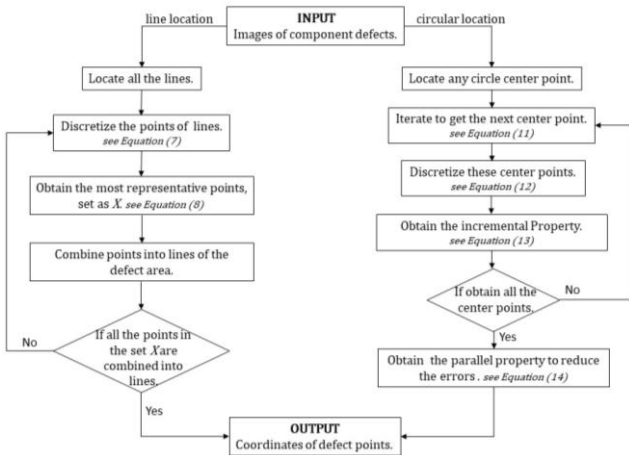 line location
INPUT
Images of component defects.
circular location
Locate all the lines.
Discretize the points of lines.
see Equation (7)
Obtain the most representative points,
set as X. see Equation (8)
Combine points into lines of the
defect area.
No
If all the points in
the set X are
combined into
lines.
Yes
Locate any circle center point.
Iterate to get the next center point.
see Equation (11)
Discretize these center points.
see Equation (12)
Obtain the incremental Property.
see Equation (13)
If obtain all the
center points.
No
Yes
Obtain the parallel property to reduce
the errors . see Equation (14)
OUTPUT
Coordinates of defect points.